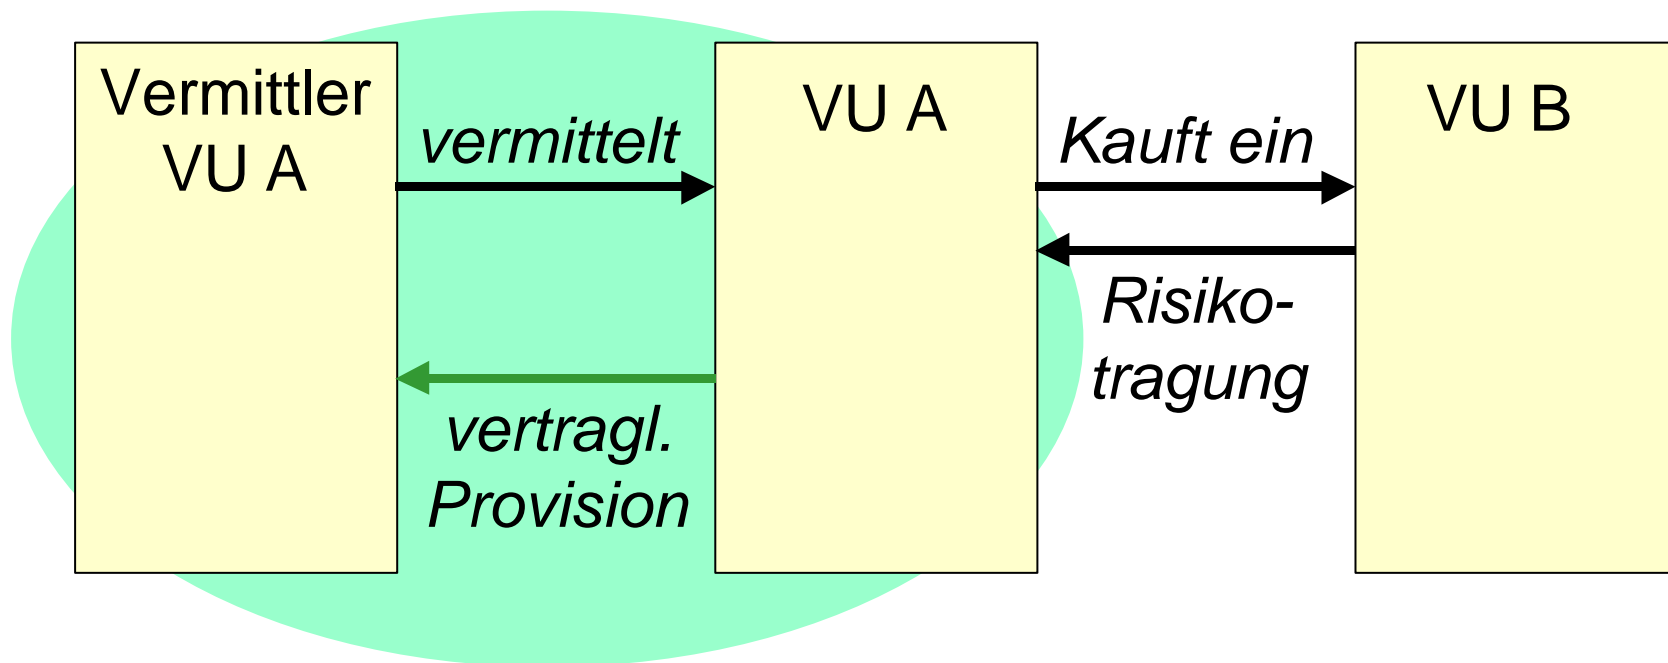 Vermittler
VU A
vermittelt
VU A
Kauft ein
VU B
Risiko-
tragung
vertragl.
Provision